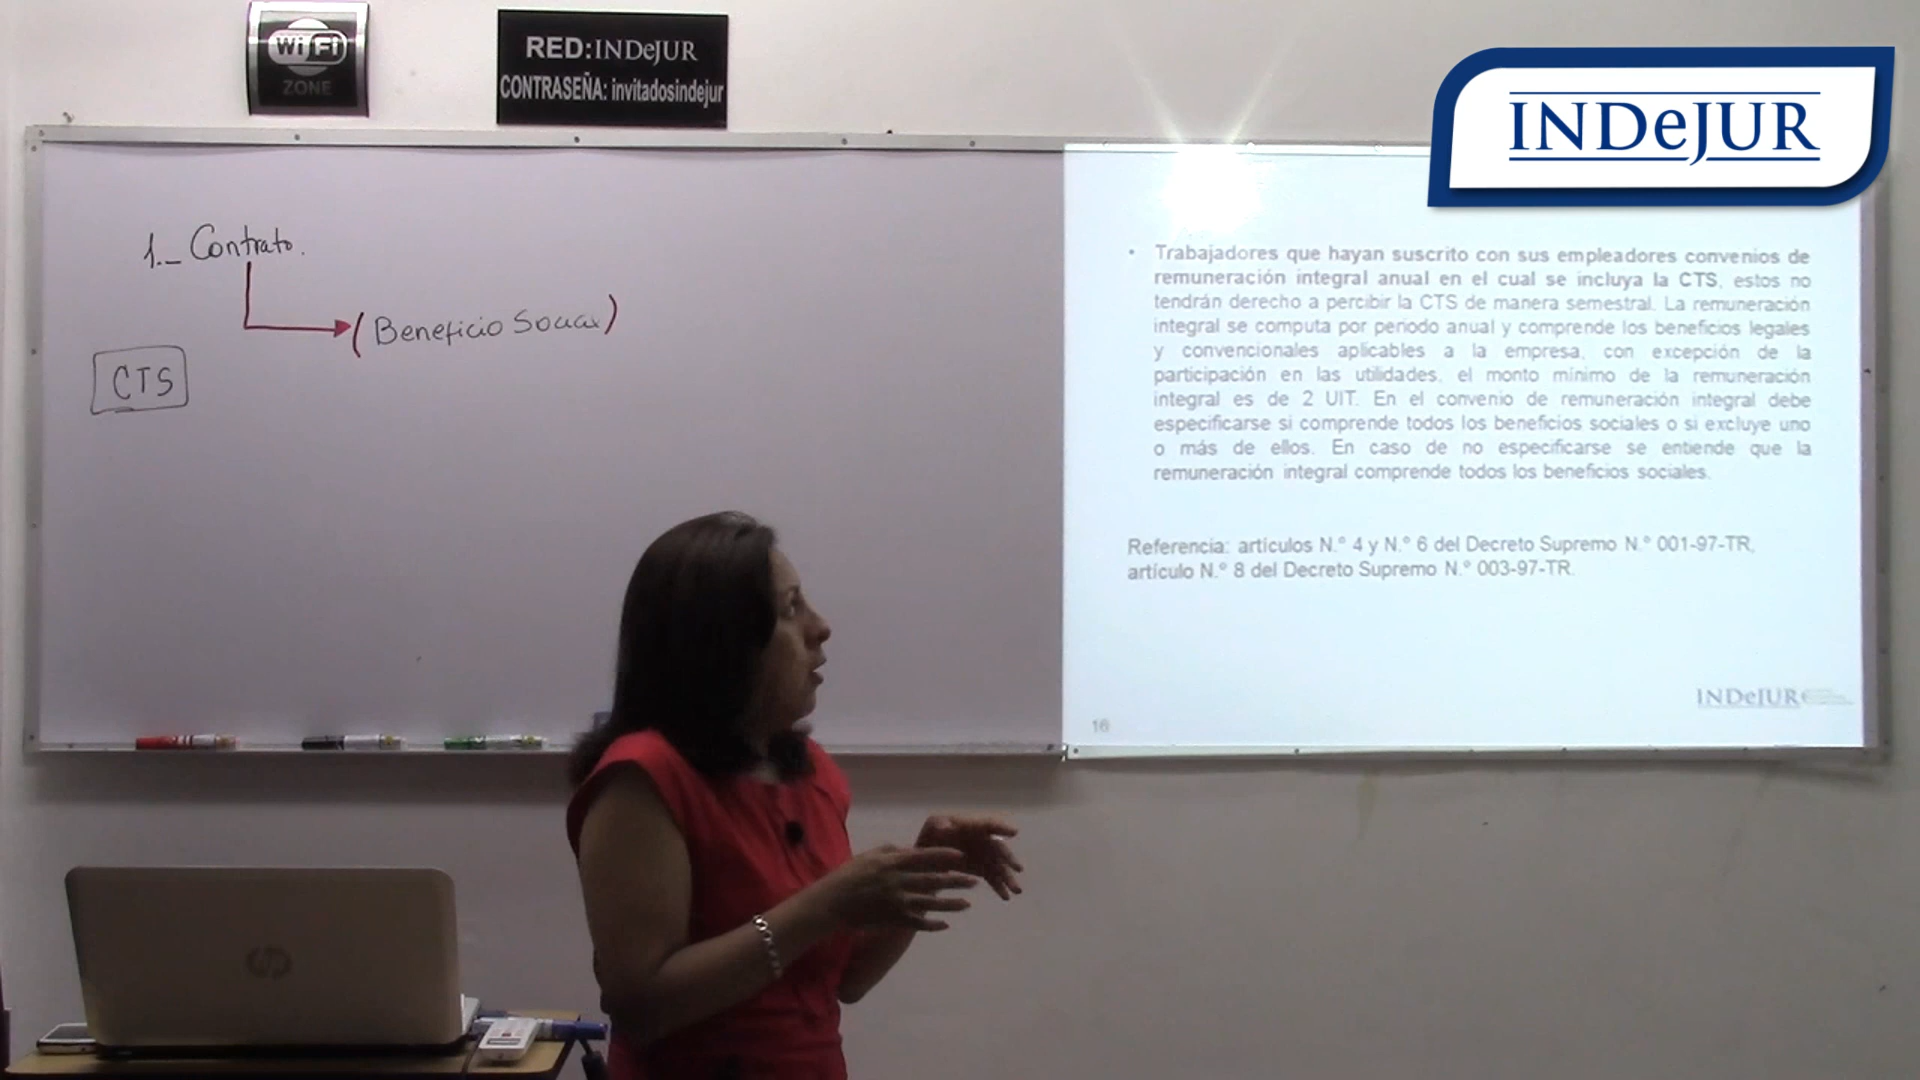 WiFi
ZONE
RED:INDeJUR
CONTRASEÑA: invitadosindejur
INDeJUR
1._ Contrato.
(Beneficio Social)
CTS
• Trabajadores que hayan suscrito con sus empleadores convenios de
remuneración integral anual en el cual se incluya la CTS, estos no
tendrán derecho a percibir la CTS de manera semestral. La remuneración
integral se computa por periodo anual y comprende los beneficios legales
y convencionales aplicables a la empresa, con excepción de la
participación en las utilidades, el monto mínimo de la remuneración
integral es de 2 UIT. En el convenio de remuneración integral debe
especificarse si comprende todos los beneficios sociales o si excluye uno
o más de ellos. En caso de no especificarse se entiende que la
remuneración integral comprende todos los beneficios sociales.
Referencia: artículos N.º 4 y N.º 6 del Decreto Supremo N.º 001-97-TR,
artículo N.º 8 del Decreto Supremo N.º 003-97-TR.
INDeJUR
16
hp